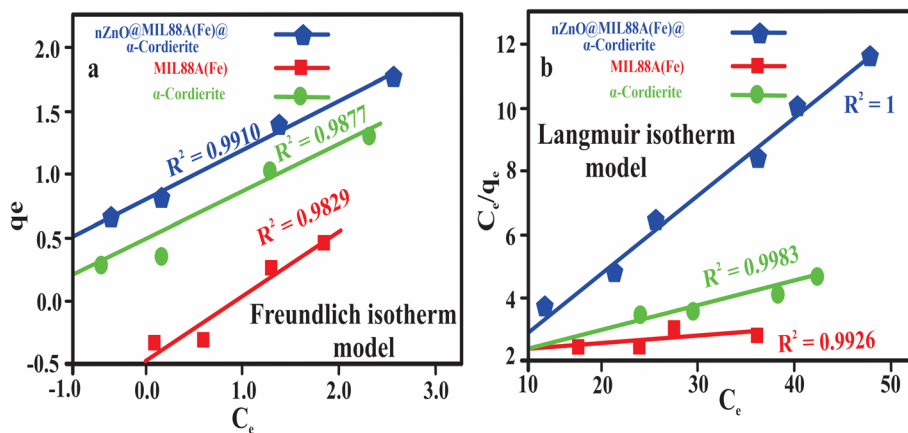 nZnO@MIL88A(Fe)@
α-Cordierite
MIL88A(Fe)
α-Cordierite
a
R² = 0.9910
R² = 0.9877
R² = 0.9829
Freundlich isotherm
model
qe
2.0
1.5
1.0
0.5
0.0
-0.5
-1.0
0.0
1.0
2.0
3.0
Cₑ
nZnO@MIL88A(Fe)@
α-Cordierite
MIL88A(Fe)
α-Cordierite
b
Langmuir isotherm
model
R² = 1
R² = 0.9983
R² = 0.9926
Cₑ/qₑ
12
10
8
6
4
2
10
20
30
40
50
Cₑ